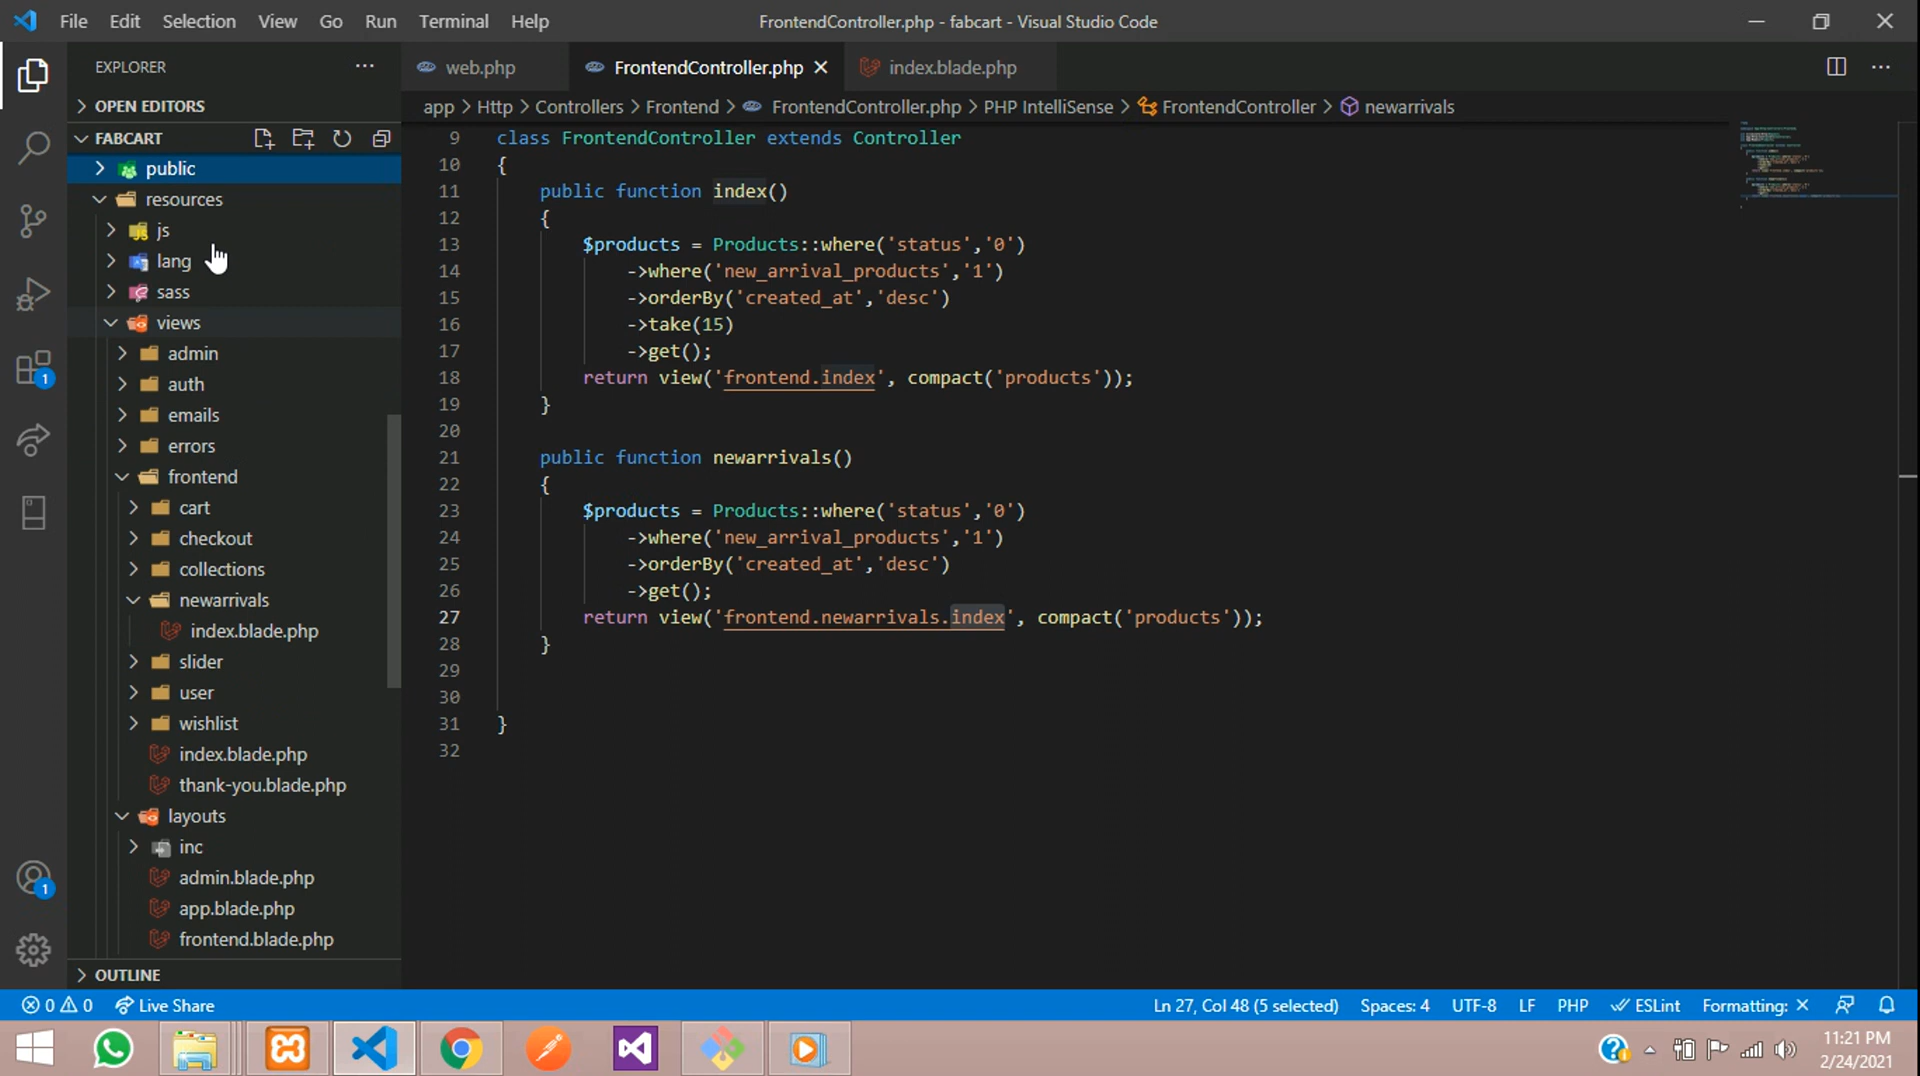 File Edit Selection View Go Run Terminal Help FrontendController.php - fabcart - Visual Studio Code
EXPLORER
OPEN EDITORS
FABCART
public
resources
js
lang
sass
views
admin
auth
emails
errors
frontend
cart
checkout
collections
newarrivals
index.blade.php
slider
user
wishlist
index.blade.php
thank-you.blade.php
layouts
inc
admin.blade.php
app.blade.php
frontend.blade.php
OUTLINE
web.php FrontendController.php index.blade.php
app > Http > Controllers > Frontend > FrontendController.php > PHP IntelliSense > FrontendController > newarrivals
9 class FrontendController extends Controller
10 {
11 public function index()
12 {
13 $products = Products::where('status','0')
14 ->where('new_arrival_products','1')
15 ->orderBy('created_at','desc')
16 ->take(15)
17 ->get();
18 return view('frontend.index', compact('products'));
19 }
20
21 public function newarrivals()
22 {
23 $products = Products::where('status','0')
24 ->where('new_arrival_products','1')
25 ->orderBy('created_at','desc')
26 ->get();
27 return view('frontend.newarrivals.index', compact('products'));
28 }
29
30
31 }
32
1
1
0 0 Live Share Ln 27, Col 48 (5 selected) Spaces: 4 UTF-8 LF PHP ESLint Formatting: ×
11:21 PM
2/24/2021